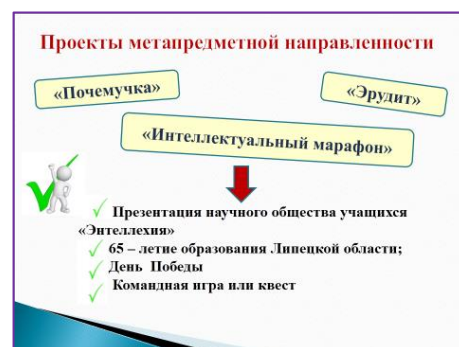 Проекты метапредметной направленности
«Почемучка»
«Эрудит»
«Интеллектуальный марафон»
Презентация научного общества учащихся
«Энтеллехия»
65 – летие образования Липецкой области;
День Победы
Командная игра или квест